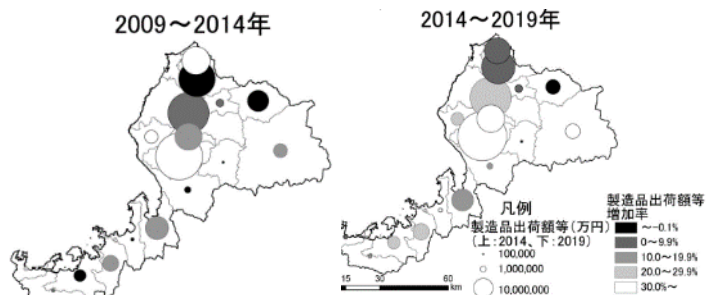 2009～2014年
2014～2019年
凡例
製造品出荷額等(万円)
(上：2014、下：2019)
100,000
1,000,000
10,000,000
製造品出荷額等
増加率
～-0.1%
0～9.9%
10.0～19.9%
20.0～29.9%
30.0%～
15 30 60
km